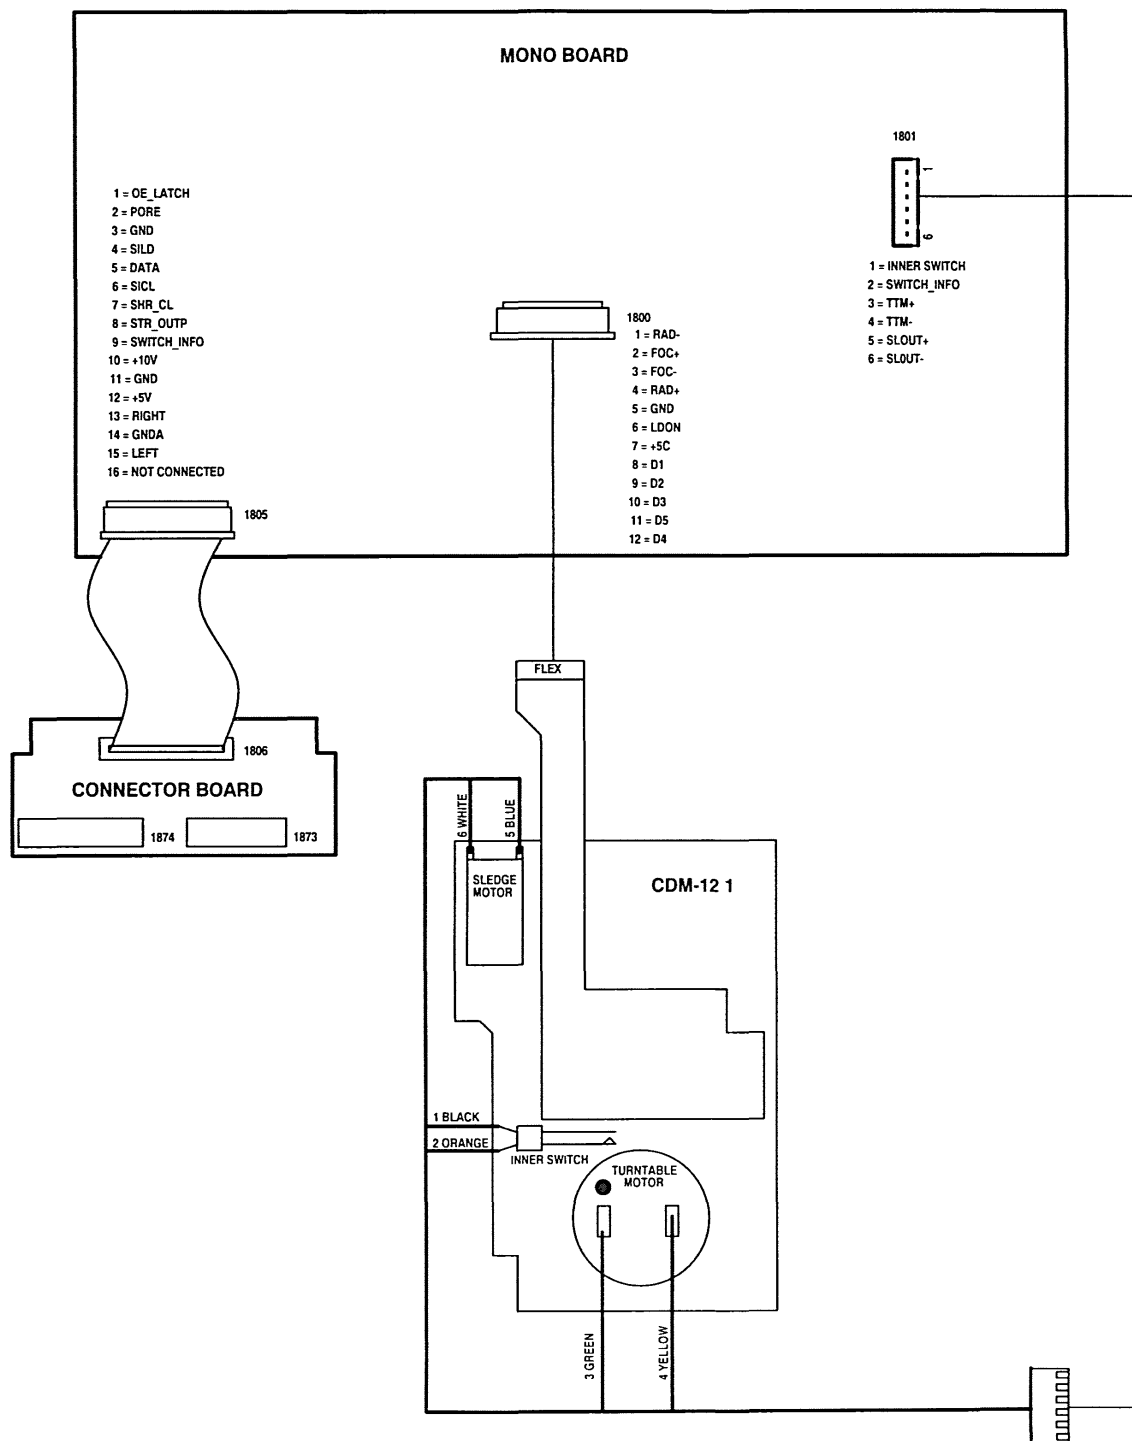 MONO BOARD
1801
1
6
1 = INNER SWITCH
2 = SWITCH_INFO
3 = TTM+
4 = TTM-
5 = SLOUT+
6 = SLOUT-
1 = OE_LATCH
2 = PORE
3 = GND
4 = SILD
5 = DATA
6 = SICL
7 = SHR_CL
8 = STR_OUTP
9 = SWITCH_INFO
10 = +10V
11 = GND
12 = +5V
13 = RIGHT
14 = GNDA
15 = LEFT
16 = NOT CONNECTED
1800
1 = RAD-
2 = FOC+
3 = FOC-
4 = RAD+
5 = GND
6 = LDON
7 = +5C
8 = D1
9 = D2
10 = D3
11 = D5
12 = D4
1805
FLEX
1806
CONNECTOR BOARD
1874
1873
6 WHITE
5 BLUE
SLEDGE
MOTOR
CDM-12 1
1 BLACK
2 ORANGE
INNER SWITCH
TURNTABLE
MOTOR
3 GREEN
4 YELLOW